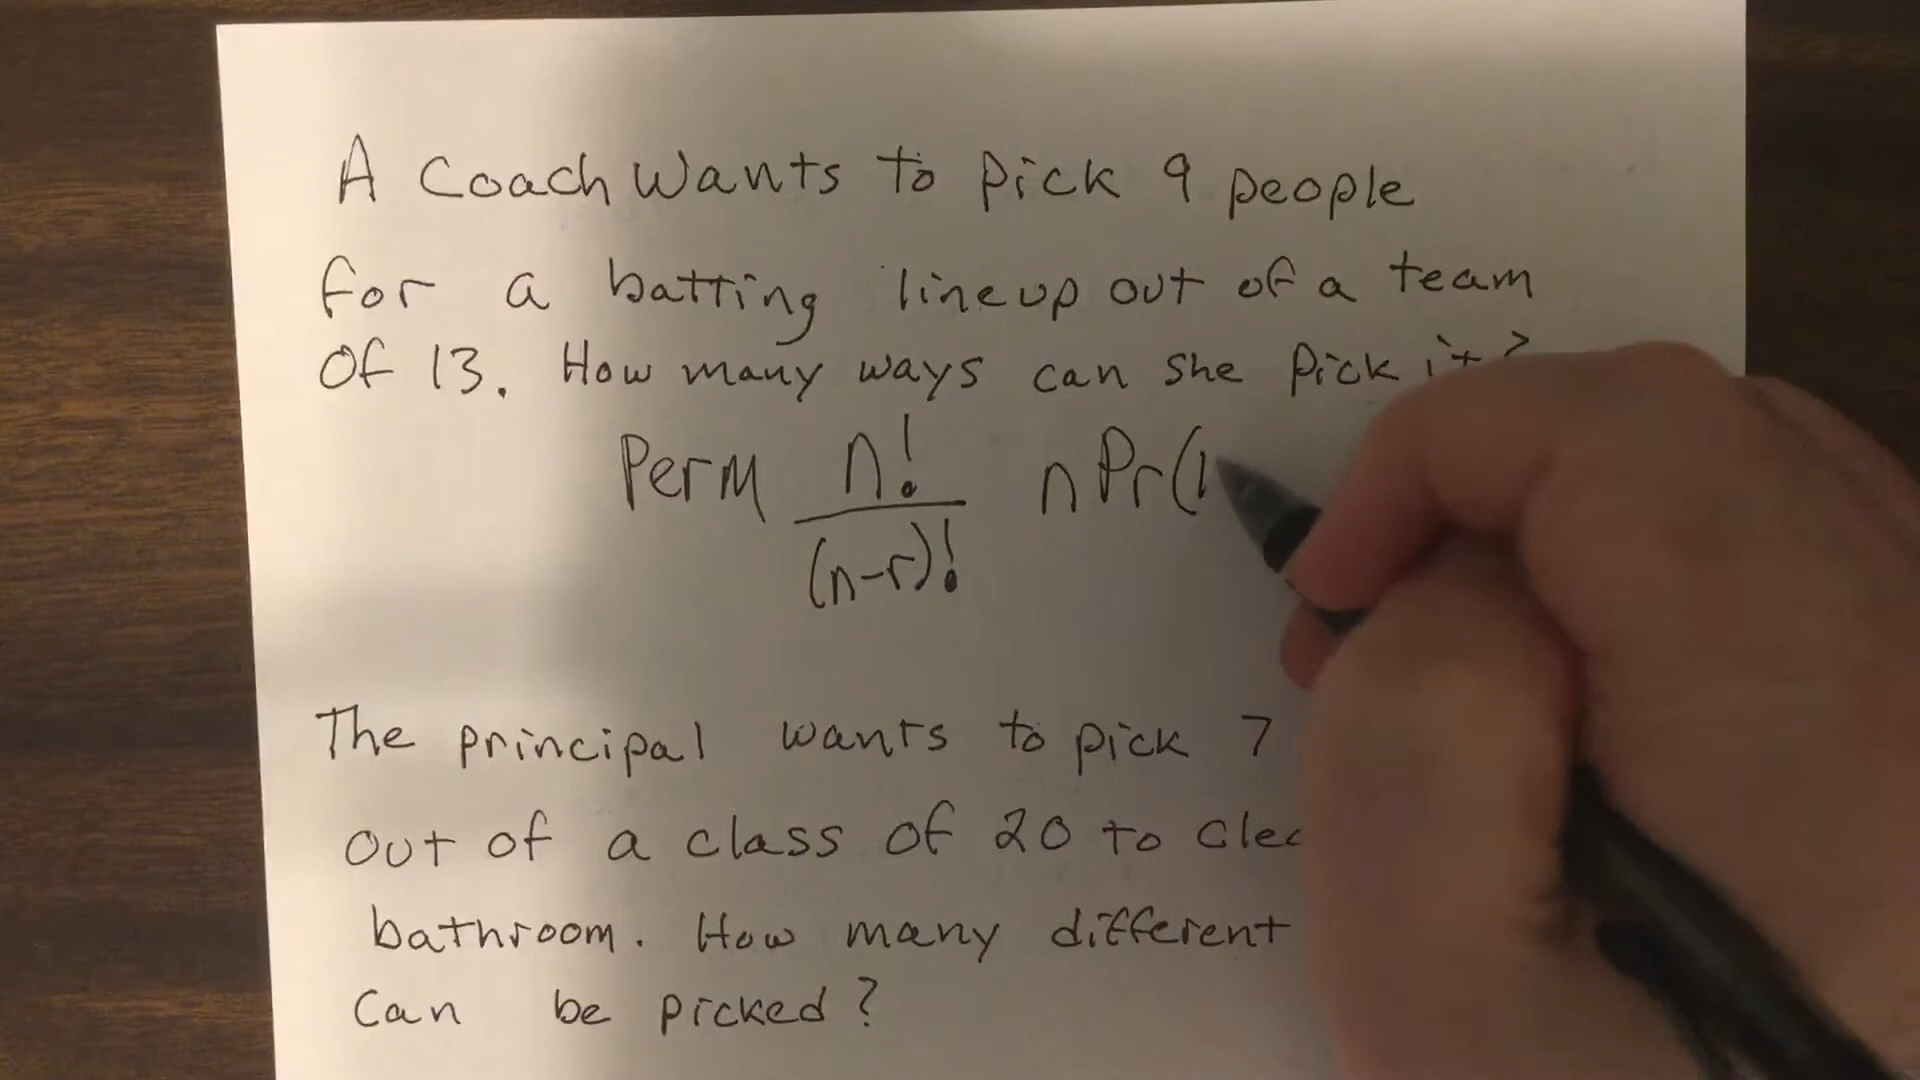 A Coach Wants to pick 9 people
for a batting lineup out of a team
of 13. How many ways can she pick it?
Perm n!/(n-r)! nPr(1
The principal wants to pick 7
out of a class of 20 to
bathroom. How many different
can be picked?